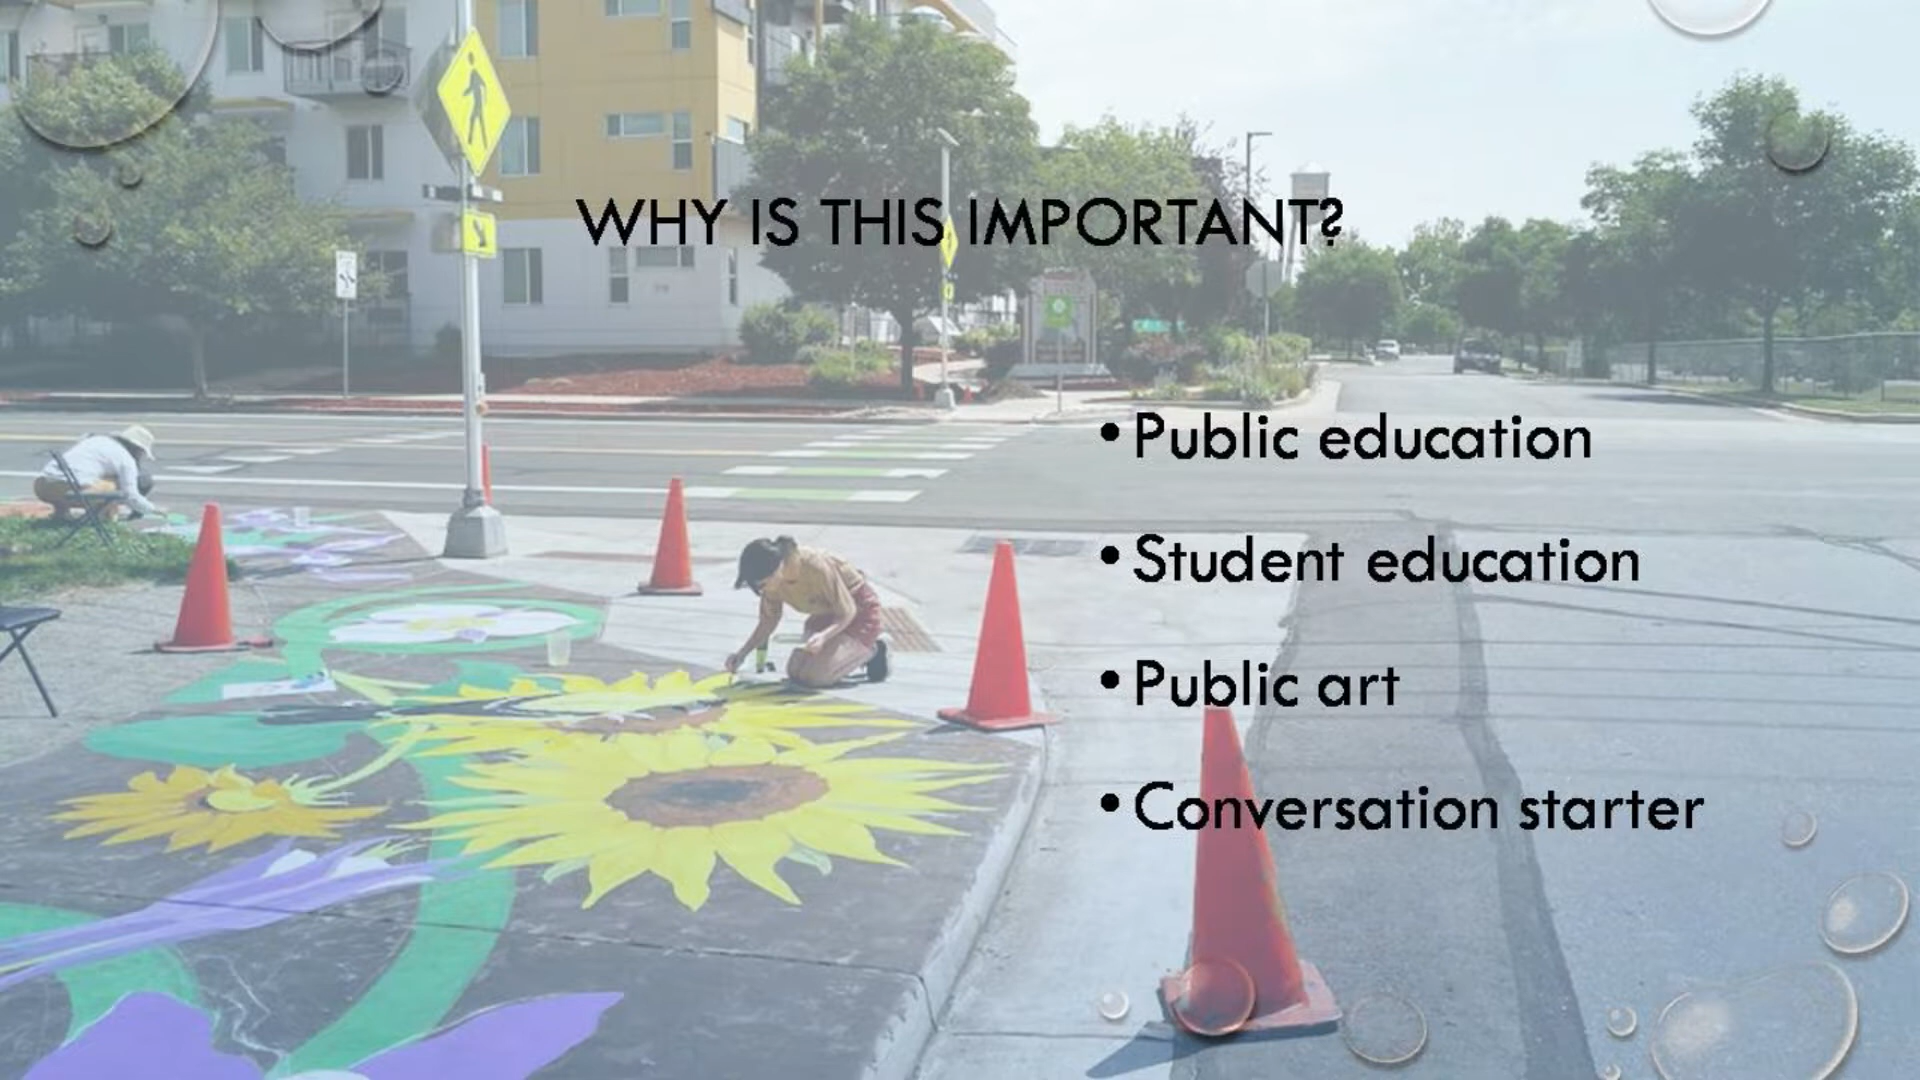 WHY IS THIS IMPORTANT?
• Public education
• Student education
• Public art
• Conversation starter